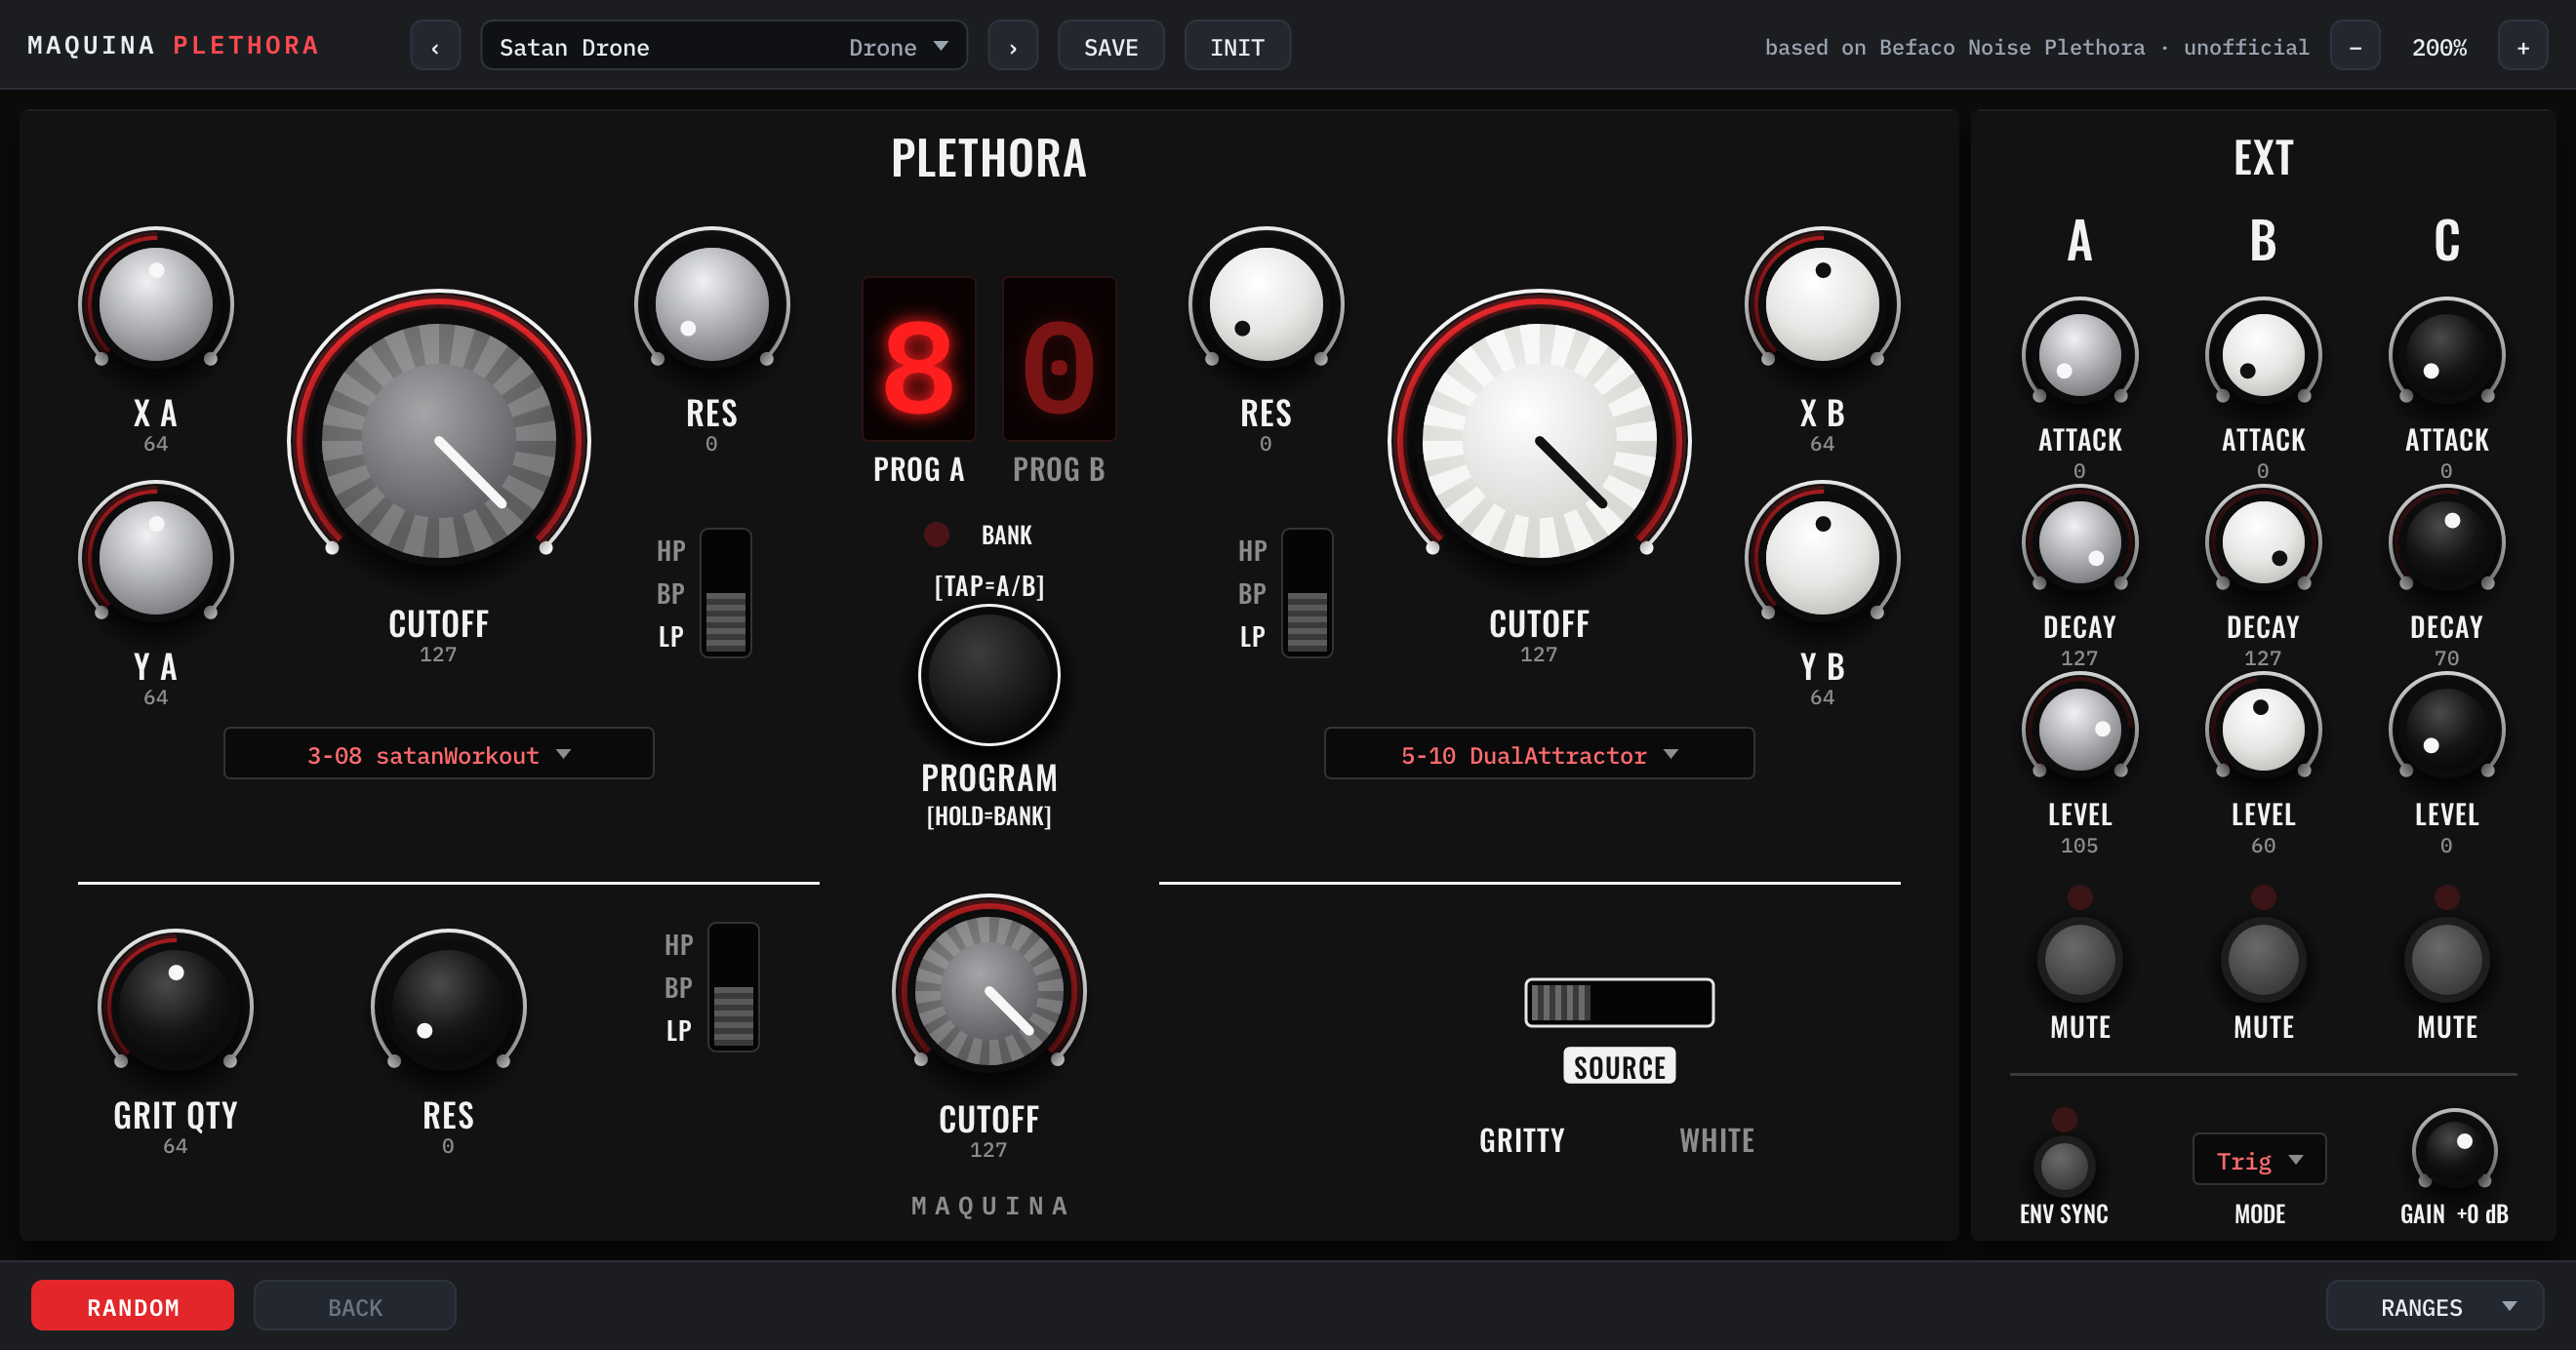 MAQUINA PLETHORA
‹
Satan Drone Drone
›
SAVE
INIT
based on Befaco Noise Plethora · unofficial
−
200%
+
PLETHORA
X A
64
Y A
64
CUTOFF
127
RES
0
HP
BP
LP
3-08 satanWorkout
8 0
PROG A PROG B
BANK
[TAP=A/B]
PROGRAM
[HOLD=BANK]
RES
0
HP
BP
LP
CUTOFF
127
X B
64
Y B
64
5-10 DualAttractor
GRIT QTY
64
RES
0
HP
BP
LP
CUTOFF
127
MAQUINA
SOURCE
GRITTY WHITE
EXT
A B C
ATTACK ATTACK ATTACK
0 0 0
DECAY DECAY DECAY
127 127 70
LEVEL LEVEL LEVEL
105 60 0
MUTE MUTE MUTE
Trig
ENV SYNC MODE GAIN +0 dB
RANDOM BACK RANGES